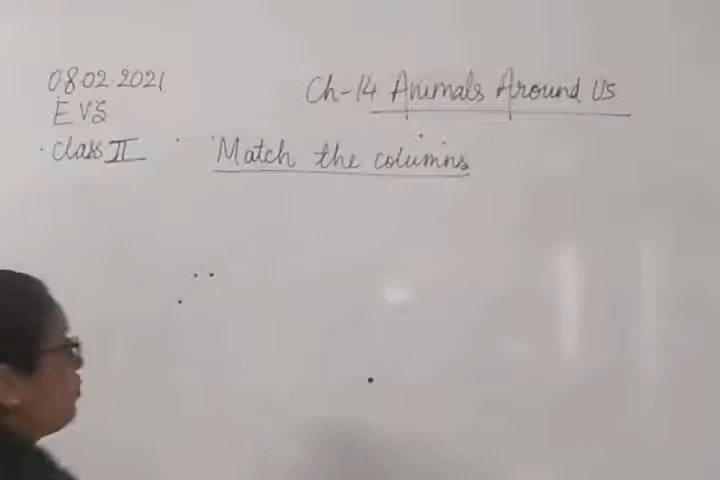 08.02.2021
Ch-14 Animals Around Us
EVS
Class II
Match the columns